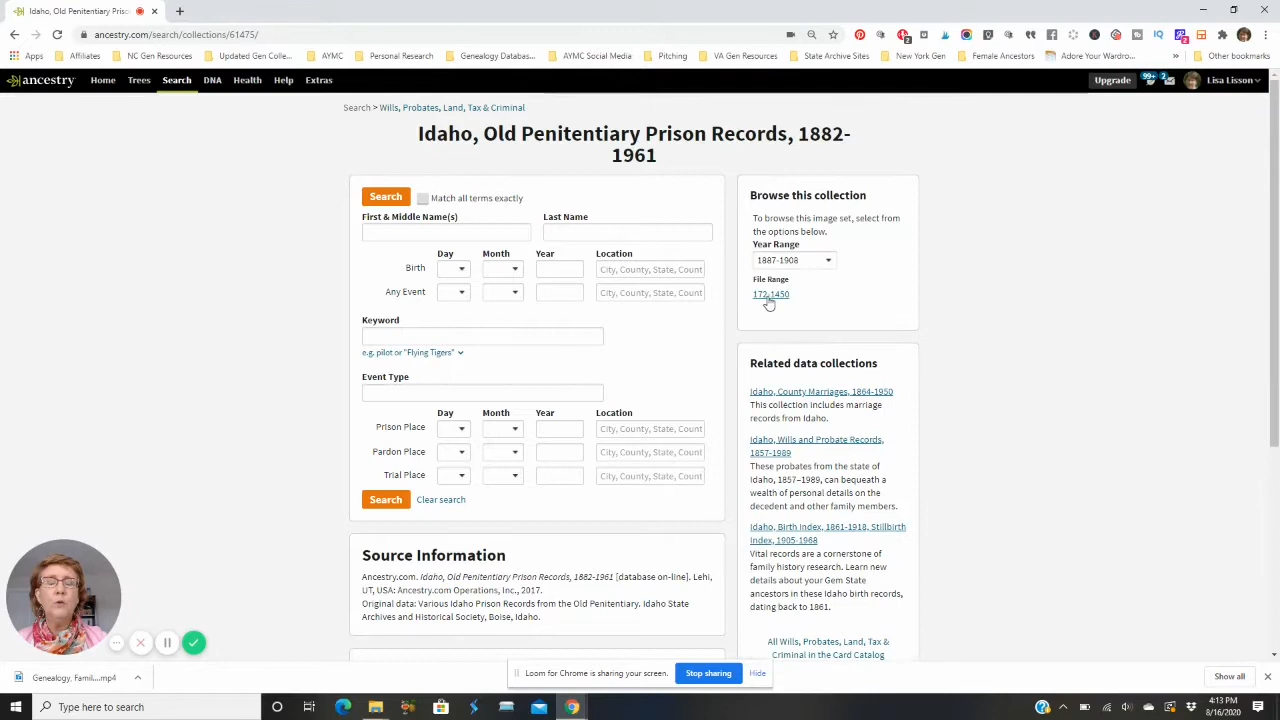 Idaho, Old Penitentiary Prison Rec
ancestry.com/search/collections/61475/
Apps
Affiliates
NC Gen Resources
Updated Gen Colle...
AYMC
Personal Research
Genealogy Databas...
AYMC Social Media
Pitching
VA Gen Resources
State Archive Sites
New York Gen
Female Ancestors
Adore Your Wardro...
Other bookmarks
ancestry
Home
Trees
Search
DNA
Health
Help
Extras
Upgrade
99+
2
Lisa Lisson
Search > Wills, Probates, Land, Tax & Criminal
Idaho, Old Penitentiary Prison Records, 1882-
1961
Search
Match all terms exactly
First & Middle Name(s)
Last Name
Day
Month
Year
Location
Birth
City, County, State, Count
Any Event
City, County, State, Count
Keyword
e.g. pilot or "Flying Tigers"
Event Type
Day
Month
Year
Location
Prison Place
City, County, State, Count
Pardon Place
City, County, State, Count
Trial Place
City, County, State, Count
Search
Clear search
Source Information
Ancestry.com. Idaho, Old Penitentiary Prison Records, 1882-1961 [database on-line]. Lehi,
UT, USA: Ancestry.com Operations, Inc., 2017.
Original data: Various Idaho Prison Records from the Old Penitentiary. Idaho State
Archives and Historical Society, Boise, Idaho.
Browse this collection
To browse this image set, select from
the options below.
Year Range
1887-1908
File Range
172-1450
Related data collections
Idaho, County Marriages, 1864-1950
This collection includes marriage
records from Idaho.
Idaho, Wills and Probate Records,
1857-1989
These probates from the state of
Idaho, 1857–1989, can bequeath a
wealth of personal details on the
decedent and other family members.
Idaho, Birth Index, 1861-1918, Stillbirth
Index, 1905-1968
Vital records are a cornerstone of
family history research. Learn new
details about your Gem State
ancestors in these Idaho birth records,
dating back to 1861.
All Wills, Probates, Land, Tax &
Criminal in the Card Catalog
Loom for Chrome is sharing your screen.
Stop sharing
Hide
Genealogy, Famil....mp4
Show all
Type here to search
4:13 PM
8/16/2020